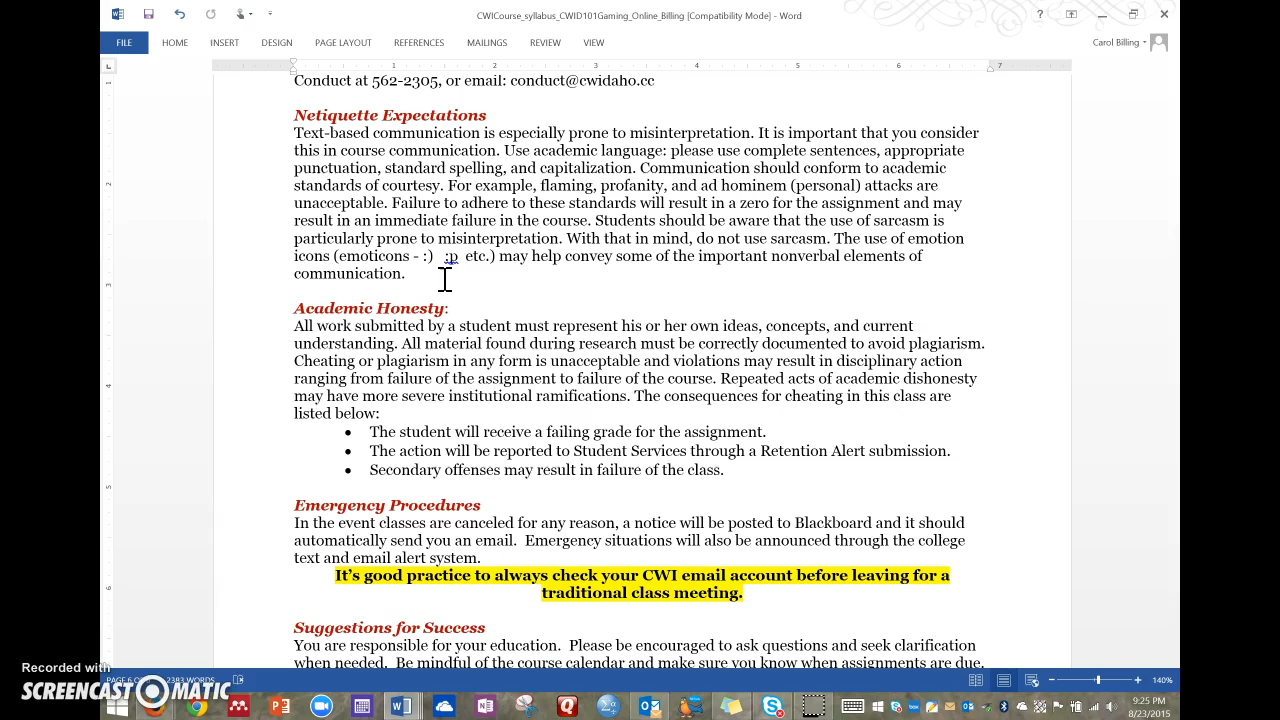 CWICourse_syllabus_CWID101Gaming_Online_Billing [Compatibility Mode] - Word
FILE HOME INSERT DESIGN PAGE LAYOUT REFERENCES MAILINGS REVIEW VIEW Carol Billing
1 2 3 4 5 6 7
Conduct at 562-2305, or email: conduct@cwidaho.cc
Netiquette Expectations
Text-based communication is especially prone to misinterpretation. It is important that you consider
this in course communication. Use academic language: please use complete sentences, appropriate
punctuation, standard spelling, and capitalization. Communication should conform to academic
standards of courtesy. For example, flaming, profanity, and ad hominem (personal) attacks are
unacceptable. Failure to adhere to these standards will result in a zero for the assignment and may
result in an immediate failure in the course. Students should be aware that the use of sarcasm is
particularly prone to misinterpretation. With that in mind, do not use sarcasm. The use of emotion
icons (emoticons - :) :p etc.) may help convey some of the important nonverbal elements of
communication.
Academic Honesty:
All work submitted by a student must represent his or her own ideas, concepts, and current
understanding. All material found during research must be correctly documented to avoid plagiarism.
Cheating or plagiarism in any form is unacceptable and violations may result in disciplinary action
ranging from failure of the assignment to failure of the course. Repeated acts of academic dishonesty
may have more severe institutional ramifications. The consequences for cheating in this class are
listed below:
• The student will receive a failing grade for the assignment.
• The action will be reported to Student Services through a Retention Alert submission.
• Secondary offenses may result in failure of the class.
Emergency Procedures
In the event classes are canceled for any reason, a notice will be posted to Blackboard and it should
automatically send you an email. Emergency situations will also be announced through the college
text and email alert system.
It's good practice to always check your CWI email account before leaving for a
traditional class meeting.
Suggestions for Success
You are responsible for your education. Please be encouraged to ask questions and seek clarification
when needed. Be mindful of the course calendar and make sure you know when assignments are due.
2383 WORDS 140%
Recorded with
SCREENCAST-O-MATIC
9:25 PM
8/23/2015